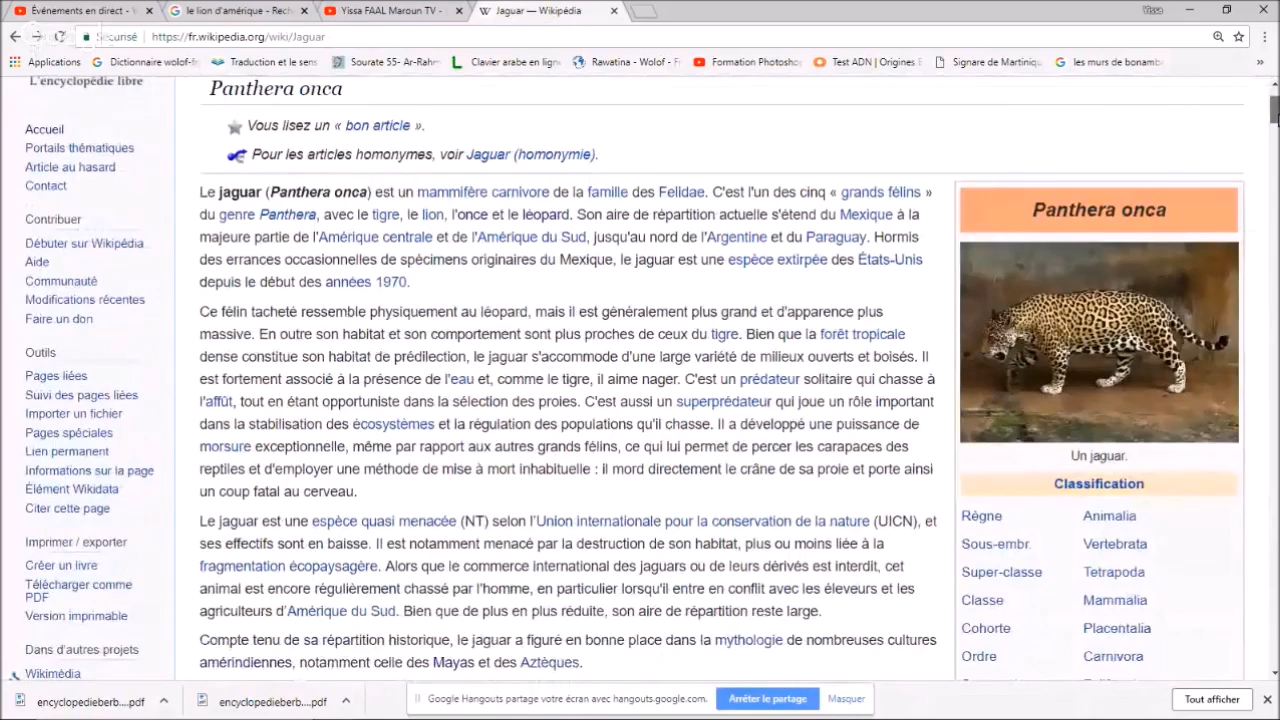 Événements en direct -
le lion d'amérique - Rech
Yissa FAAL Maroun TV -
Jaguar — Wikipédia
Yissa
Sécurisé
https://fr.wikipedia.org/wiki/Jaguar
Applications
Dictionnaire wolof-fr
Traduction et le sens
Sourate 55- Ar-Rahm
Clavier arabe en ligne
Rawatina - Wolof - Fr
Formation Photoshop
Test ADN | Origines E
Signare de Martiniqu
les murs de bonamb
L'encyclopédie libre
Accueil
Portails thématiques
Article au hasard
Contact
Contribuer
Débuter sur Wikipédia
Aide
Communauté
Modifications récentes
Faire un don
Outils
Pages liées
Suivi des pages liées
Importer un fichier
Pages spéciales
Lien permanent
Informations sur la page
Élément Wikidata
Citer cette page
Imprimer / exporter
Créer un livre
Télécharger comme
PDF
Version imprimable
Dans d'autres projets
Wikimédia
Panthera onca
Vous lisez un « bon article ».
Pour les articles homonymes, voir Jaguar (homonymie).
Le jaguar (Panthera onca) est un mammifère carnivore de la famille des Felidae. C'est l'un des cinq « grands félins »
du genre Panthera, avec le tigre, le lion, l'once et le léopard. Son aire de répartition actuelle s'étend du Mexique à la
majeure partie de l'Amérique centrale et de l'Amérique du Sud, jusqu'au nord de l'Argentine et du Paraguay. Hormis
des errances occasionnelles de spécimens originaires du Mexique, le jaguar est une espèce extirpée des États-Unis
depuis le début des années 1970.
Ce félin tacheté ressemble physiquement au léopard, mais il est généralement plus grand et d'apparence plus
massive. En outre son habitat et son comportement sont plus proches de ceux du tigre. Bien que la forêt tropicale
dense constitue son habitat de prédilection, le jaguar s'accommode d'une large variété de milieux ouverts et boisés. Il
est fortement associé à la présence de l'eau et, comme le tigre, il aime nager. C'est un prédateur solitaire qui chasse à
l'affût, tout en étant opportuniste dans la sélection des proies. C'est aussi un superprédateur qui joue un rôle important
dans la stabilisation des écosystèmes et la régulation des populations qu'il chasse. Il a développé une puissance de
morsure exceptionnelle, même par rapport aux autres grands félins, ce qui lui permet de percer les carapaces des
reptiles et d'employer une méthode de mise à mort inhabituelle : il mord directement le crâne de sa proie et porte ainsi
un coup fatal au cerveau.
Le jaguar est une espèce quasi menacée (NT) selon l'Union internationale pour la conservation de la nature (UICN), et
ses effectifs sont en baisse. Il est notamment menacé par la destruction de son habitat, plus ou moins liée à la
fragmentation écopaysagère. Alors que le commerce international des jaguars ou de leurs dérivés est interdit, cet
animal est encore régulièrement chassé par l'homme, en particulier lorsqu'il entre en conflit avec les éleveurs et les
agriculteurs d'Amérique du Sud. Bien que de plus en plus réduite, son aire de répartition reste large.
Compte tenu de sa répartition historique, le jaguar a figuré en bonne place dans la mythologie de nombreuses cultures
amérindiennes, notamment celle des Mayas et des Aztèques.
Panthera onca
Un jaguar.
Classification
Règne Animalia
Sous-embr. Vertebrata
Super-classe Tetrapoda
Classe Mammalia
Cohorte Placentalia
Ordre Carnivora
encyclopedieberb....pdf
encyclopedieberb....pdf
Google Hangouts partage votre écran avec hangouts.google.com.
Arrêter le partage
Masquer
Tout afficher